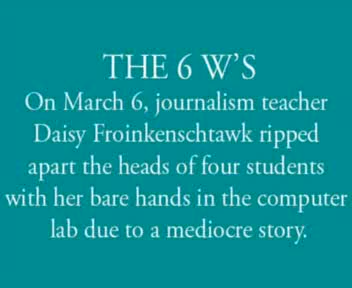 THE 6 W'S
On March 6, journalism teacher
Daisy Froinkenschtawk ripped
apart the heads of four students
with her bare hands in the computer
lab due to a mediocre story.